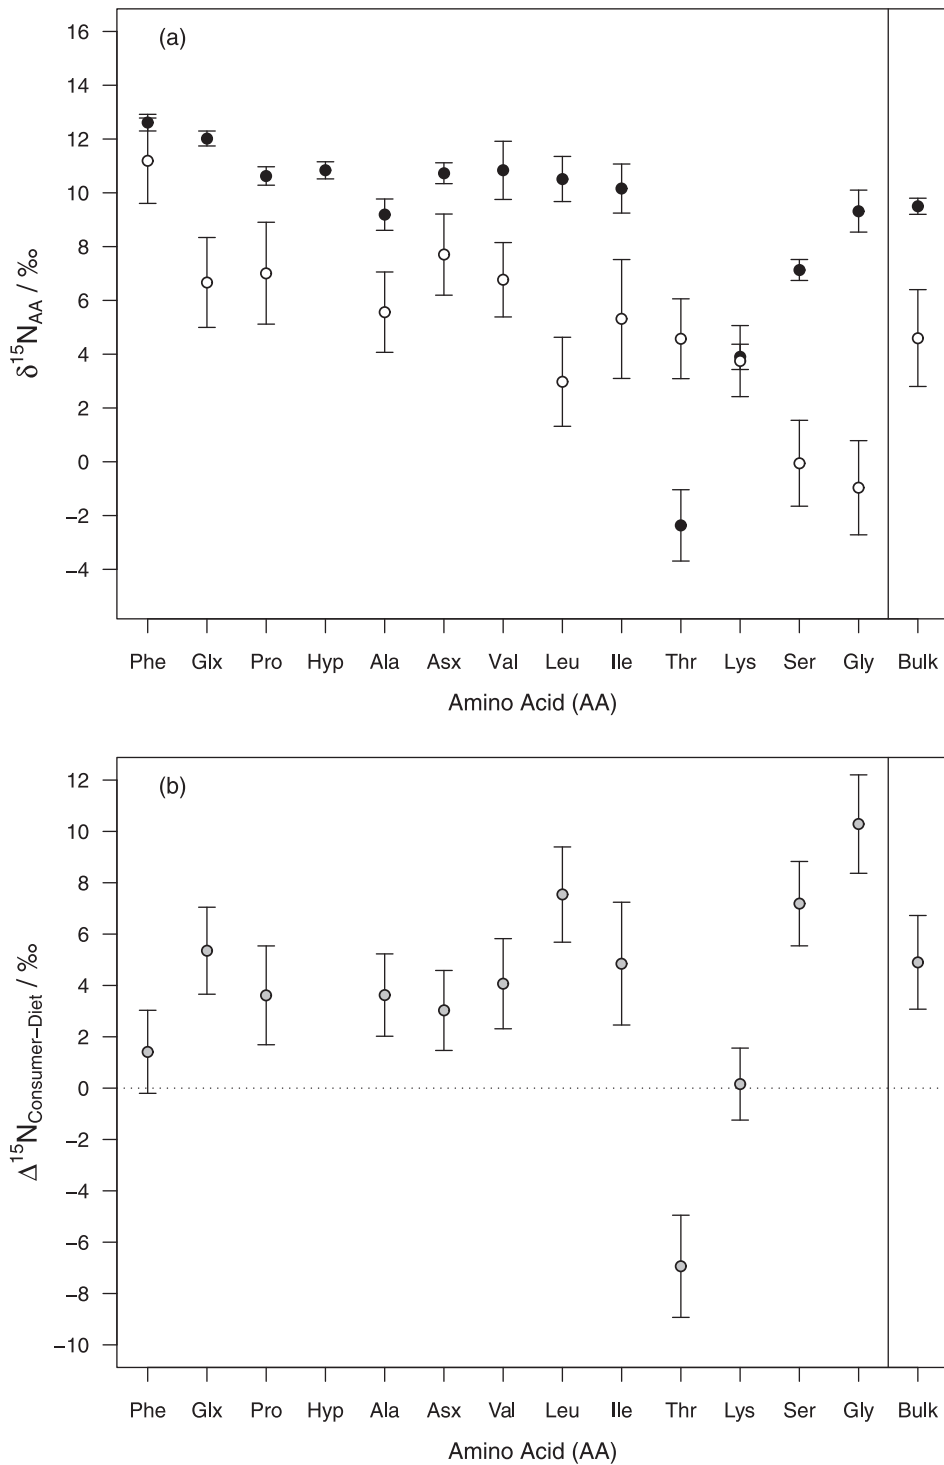 (a)
16
14
12
10
8
6
4
2
0
−2
−4
δ¹⁵N_AA / ‰
Phe Glx Pro Hyp Ala Asx Val Leu Ile Thr Lys Ser Gly Bulk
Amino Acid (AA)
(b)
12
10
8
6
4
2
0
−2
−4
−6
−8
−10
Δ¹⁵N_Consumer−Diet / ‰
Phe Glx Pro Hyp Ala Asx Val Leu Ile Thr Lys Ser Gly Bulk
Amino Acid (AA)